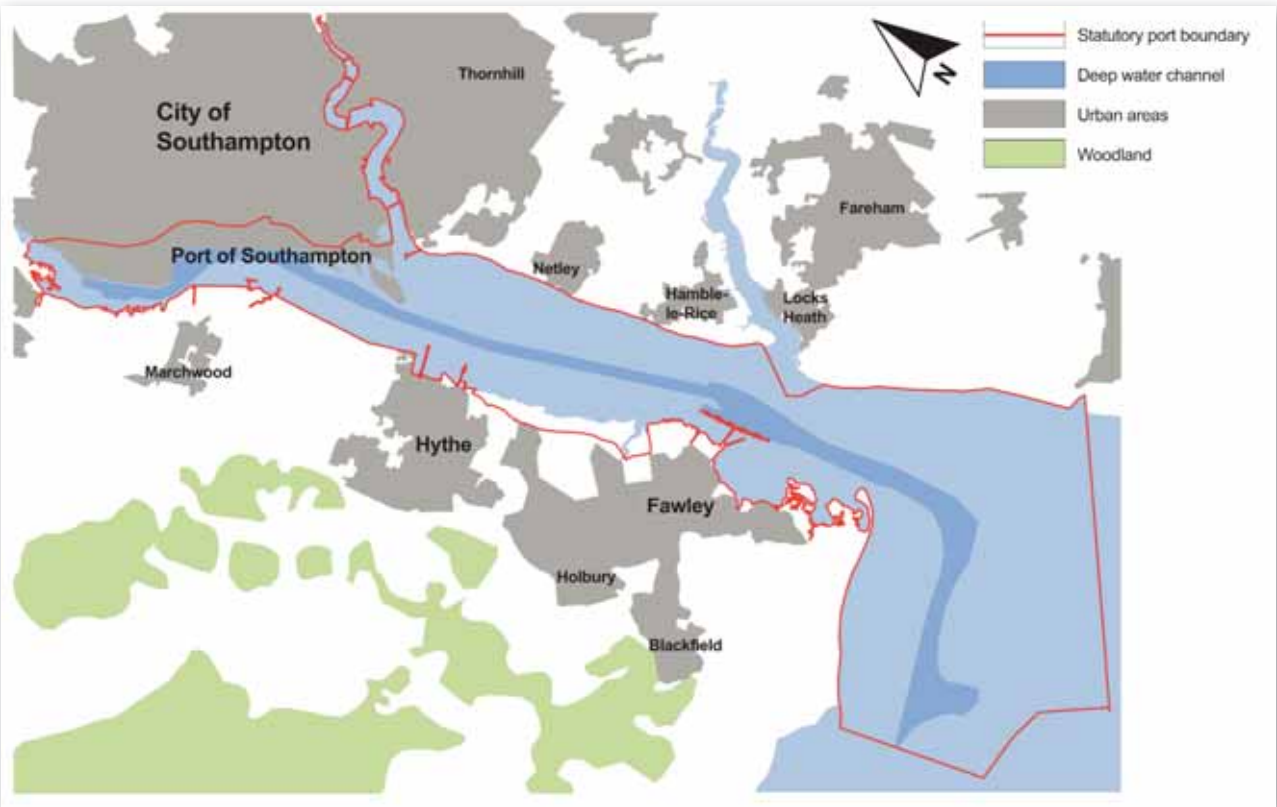 Thornhill
City of
Southampton
N
Statutory port boundary
Deep water channel
Urban areas
Woodland
Fareham
Port of Southampton
Netley
Hamble-
le-Rice
Locks
Heath
Marchwood
Hythe
Fawley
Holbury
Blackfield